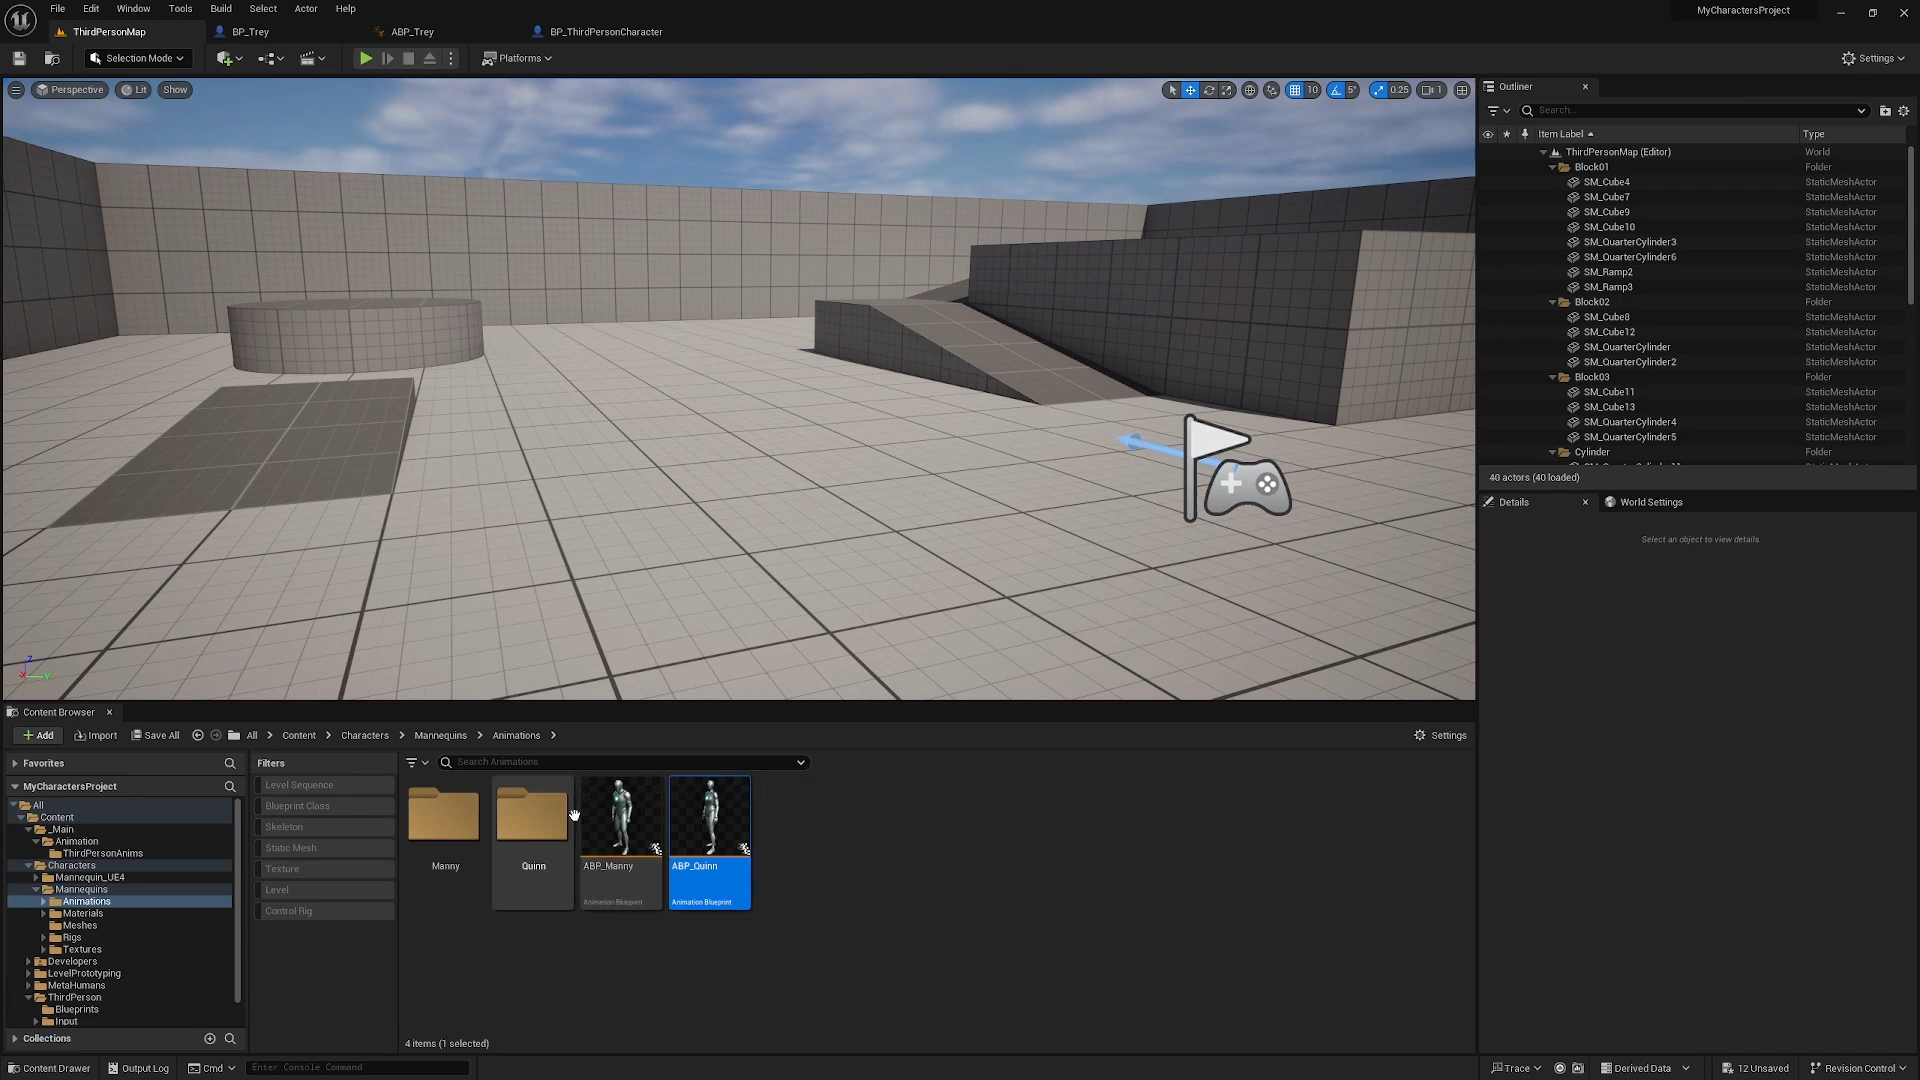 File Edit Window Tools Build Select Actor Help
MyCharactersProject
ThirdPersonMap BP_Trey ABP_Trey BP_ThirdPersonCharacter
Selection Mode Platforms Settings
Perspective Lit Show 10 5° 0.25 1
Outliner
Search...
Item Label Type
ThirdPersonMap (Editor) World
Block01 Folder
SM_Cube4 StaticMeshActor
SM_Cube7 StaticMeshActor
SM_Cube9 StaticMeshActor
SM_Cube10 StaticMeshActor
SM_QuarterCylinder3 StaticMeshActor
SM_QuarterCylinder6 StaticMeshActor
SM_Ramp2 StaticMeshActor
SM_Ramp3 StaticMeshActor
Block02 Folder
SM_Cube8 StaticMeshActor
SM_Cube12 StaticMeshActor
SM_QuarterCylinder StaticMeshActor
SM_QuarterCylinder2 StaticMeshActor
Block03 Folder
SM_Cube11 StaticMeshActor
SM_Cube13 StaticMeshActor
SM_QuarterCylinder4 StaticMeshActor
SM_QuarterCylinder5 StaticMeshActor
Cylinder Folder
40 actors (40 loaded)
Details World Settings
Select an object to view details.
Z
X Y
Content Browser
Add Import Save All All Content Characters Mannequins Animations Settings
Favorites
MyCharactersProject
All
Content
_Main
Animation
ThirdPersonAnims
Characters
Mannequin_UE4
Mannequins
Animations
Materials
Meshes
Rigs
Textures
Developers
LevelPrototyping
MetaHumans
ThirdPerson
Blueprints
Input
Collections
Filters
Level Sequence
Blueprint Class
Skeleton
Static Mesh
Texture
Level
Control Rig
Search Animations
Manny Quinn ABP_Manny ABP_Quinn
Animation Blueprint Animation Blueprint
4 items (1 selected)
Content Drawer Output Log Cmd Enter Console Command Trace Derived Data 12 Unsaved Revision Control